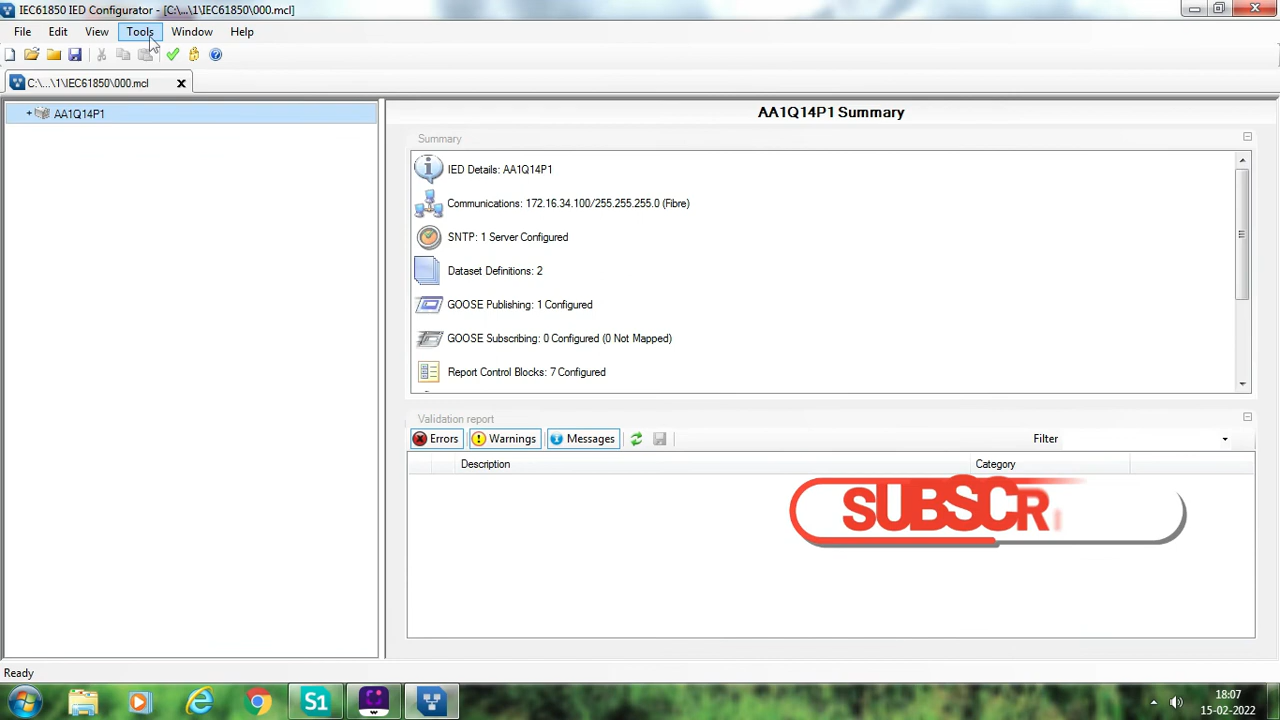 IEC61850 IED Configurator - [C:\...\1\IEC61850\000.mcl]
File Edit View Tools Window Help
C:\...\1\IEC61850\000.mcl
AA1Q14P1
AA1Q14P1 Summary
Summary
IED Details: AA1Q14P1
Communications: 172.16.34.100/255.255.255.0 (Fibre)
SNTP: 1 Server Configured
Dataset Definitions: 2
GOOSE Publishing: 1 Configured
GOOSE Subscribing: 0 Configured (0 Not Mapped)
Report Control Blocks: 7 Configured
Validation report
Errors Warnings Messages Filter
Description Category
SUBSCRI
Ready
S1
18:07
15-02-2022